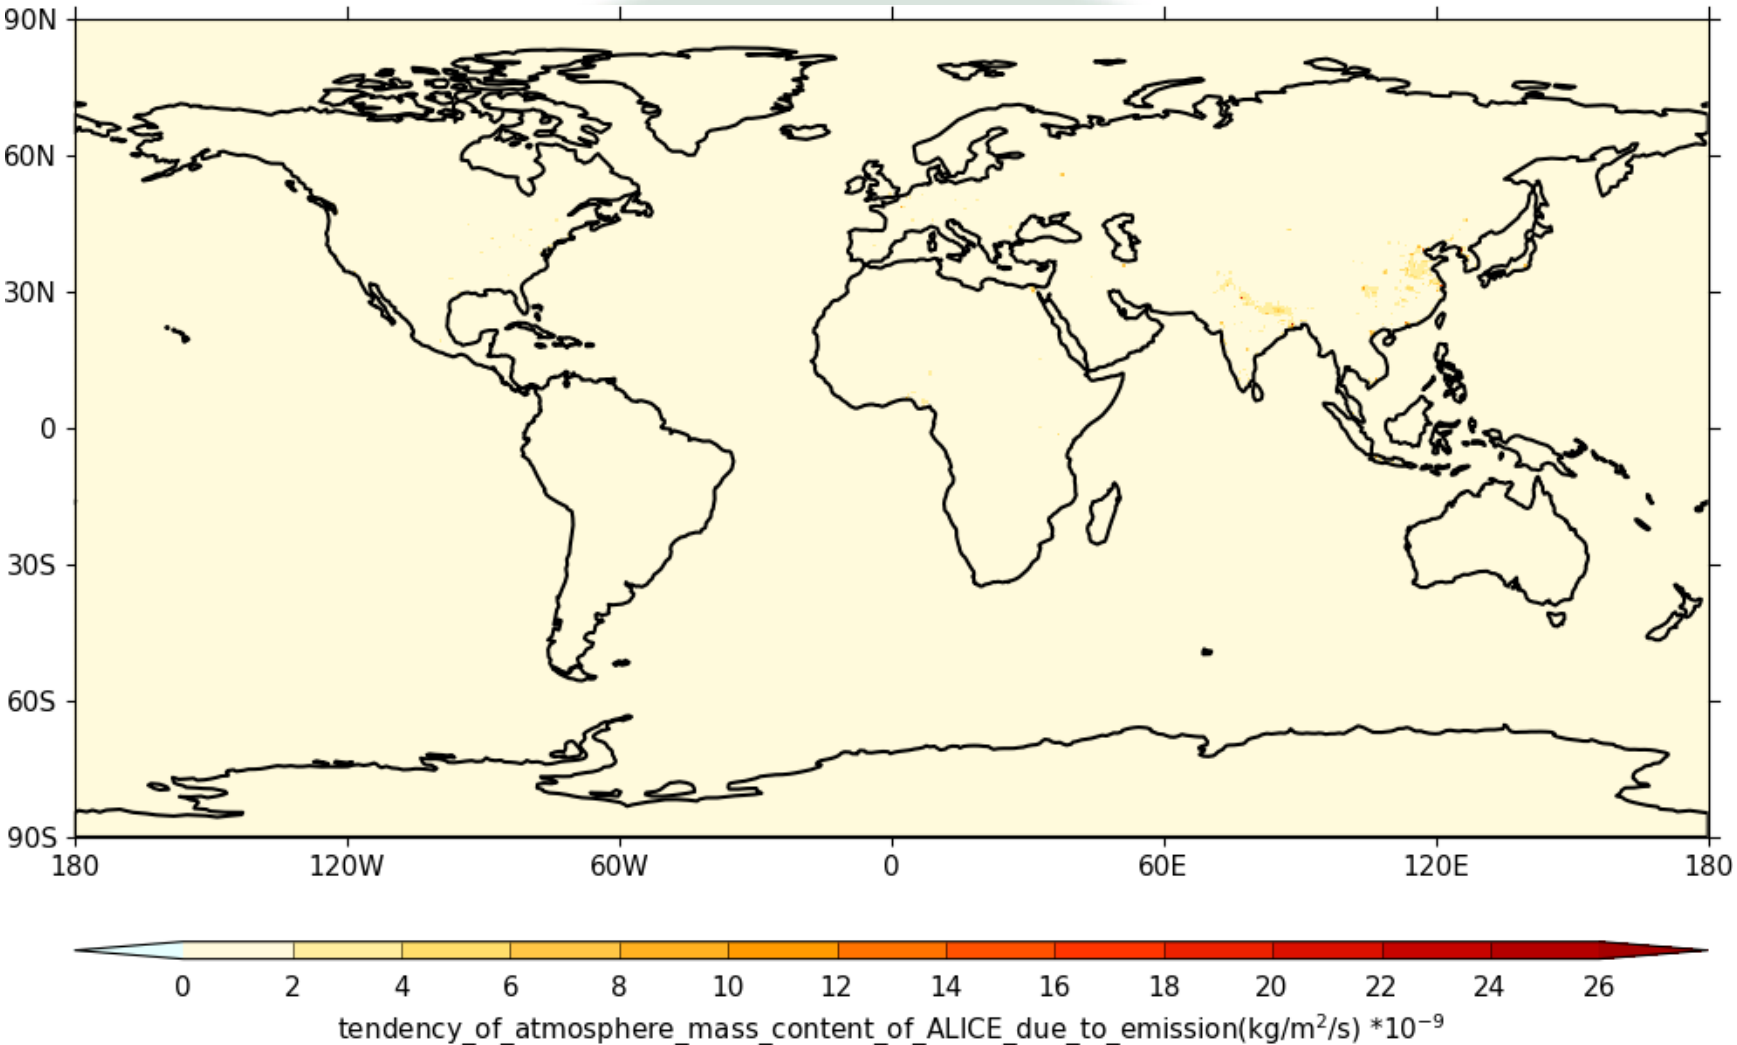 90N
60N
30N
0
30S
60S
90S
180 120W 60W 0 60E 120E 180
0 2 4 6 8 10 12 14 16 18 20 22 24 26
tendency_of_atmosphere_mass_content_of_ALICE_due_to_emission(kg/m²/s) *10⁻⁹